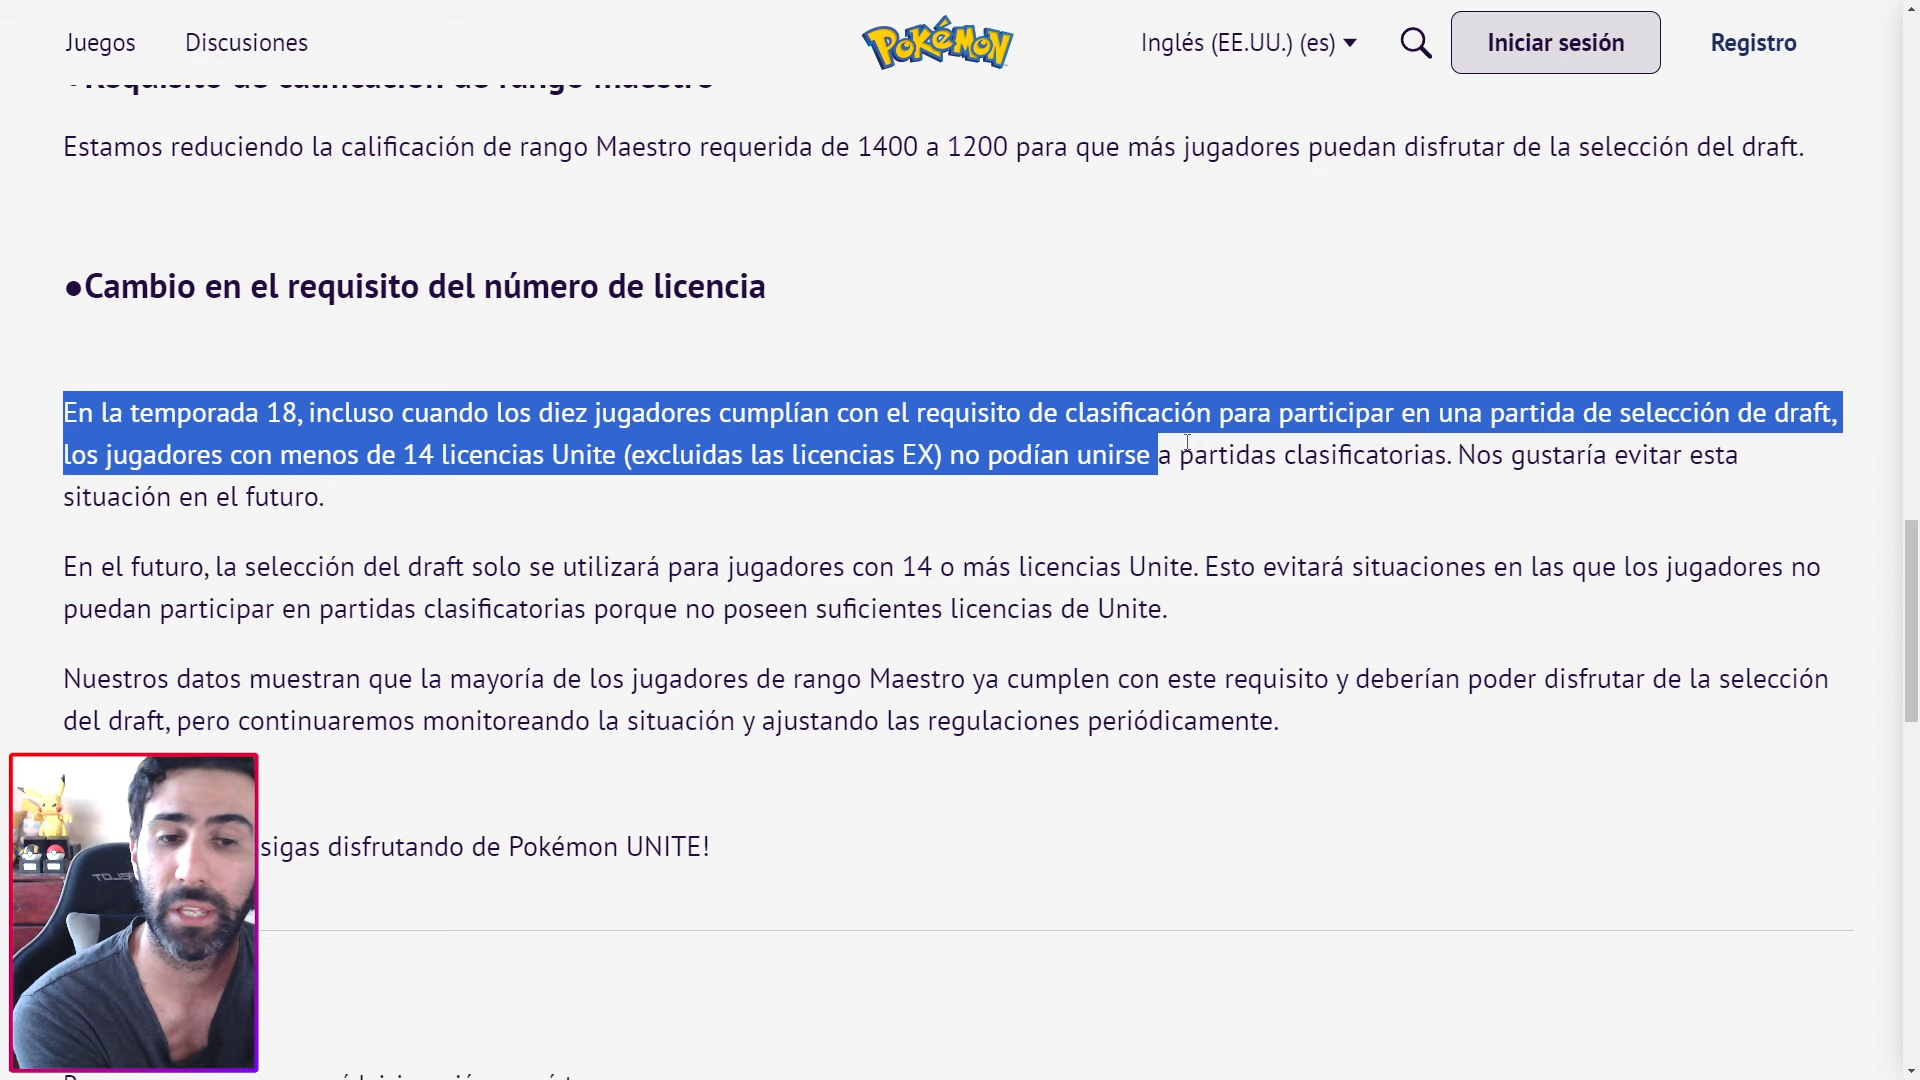 Juegos Discusiones Pokémon Inglés (EE.UU.) (es) Iniciar sesión Registro
●Requisito de calificación de rango maestro
Estamos reduciendo la calificación de rango Maestro requerida de 1400 a 1200 para que más jugadores puedan disfrutar de la selección del draft.
●Cambio en el requisito del número de licencia
En la temporada 18, incluso cuando los diez jugadores cumplían con el requisito de clasificación para participar en una partida de selección de draft,
los jugadores con menos de 14 licencias Unite (excluidas las licencias EX) no podían unirse a partidas clasificatorias. Nos gustaría evitar esta
situación en el futuro.
En el futuro, la selección del draft solo se utilizará para jugadores con 14 o más licencias Unite. Esto evitará situaciones en las que los jugadores no
puedan participar en partidas clasificatorias porque no poseen suficientes licencias de Unite.
Nuestros datos muestran que la mayoría de los jugadores de rango Maestro ya cumplen con este requisito y deberían poder disfrutar de la selección
del draft, pero continuaremos monitoreando la situación y ajustando las regulaciones periódicamente.
sigas disfrutando de Pokémon UNITE!